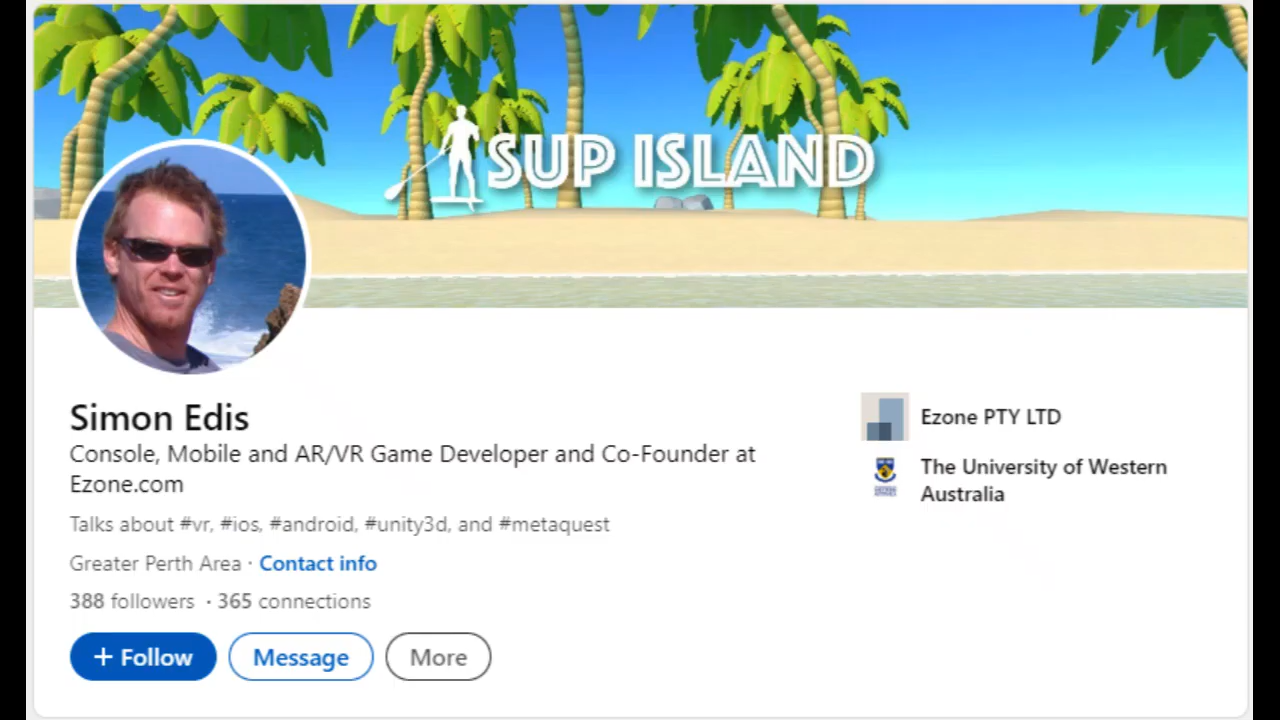 SUP ISLAND
Simon Edis
Console, Mobile and AR/VR Game Developer and Co-Founder at
Ezone.com
Talks about #vr, #ios, #android, #unity3d, and #metaquest
Greater Perth Area · Contact info
388 followers · 365 connections
+ Follow
Message
More
Ezone PTY LTD
The University of Western
Australia